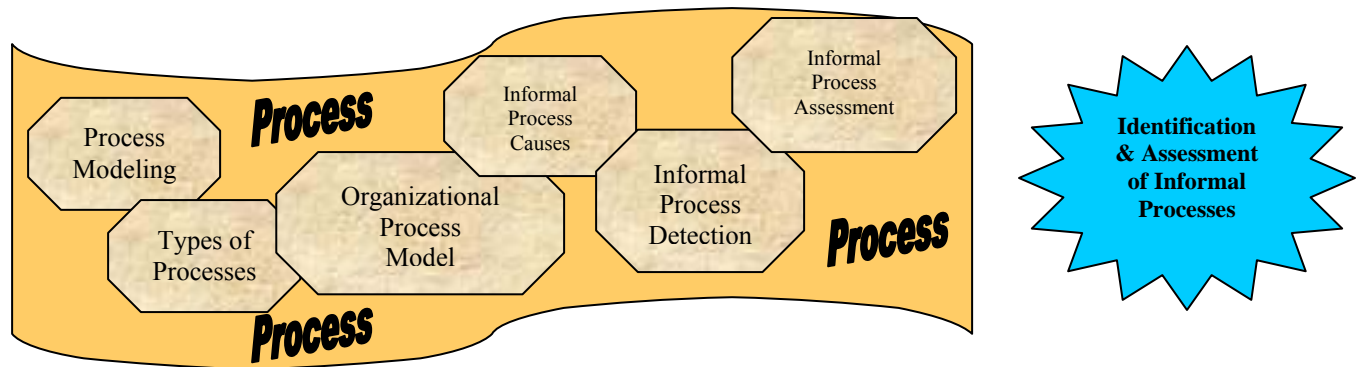 Process
Modeling
Types of
Processes
Process
Process
Organizational
Process
Model
Informal
Process
Causes
Informal
Process
Detection
Informal
Process
Assessment
Process
Identification
& Assessment
of Informal
Processes